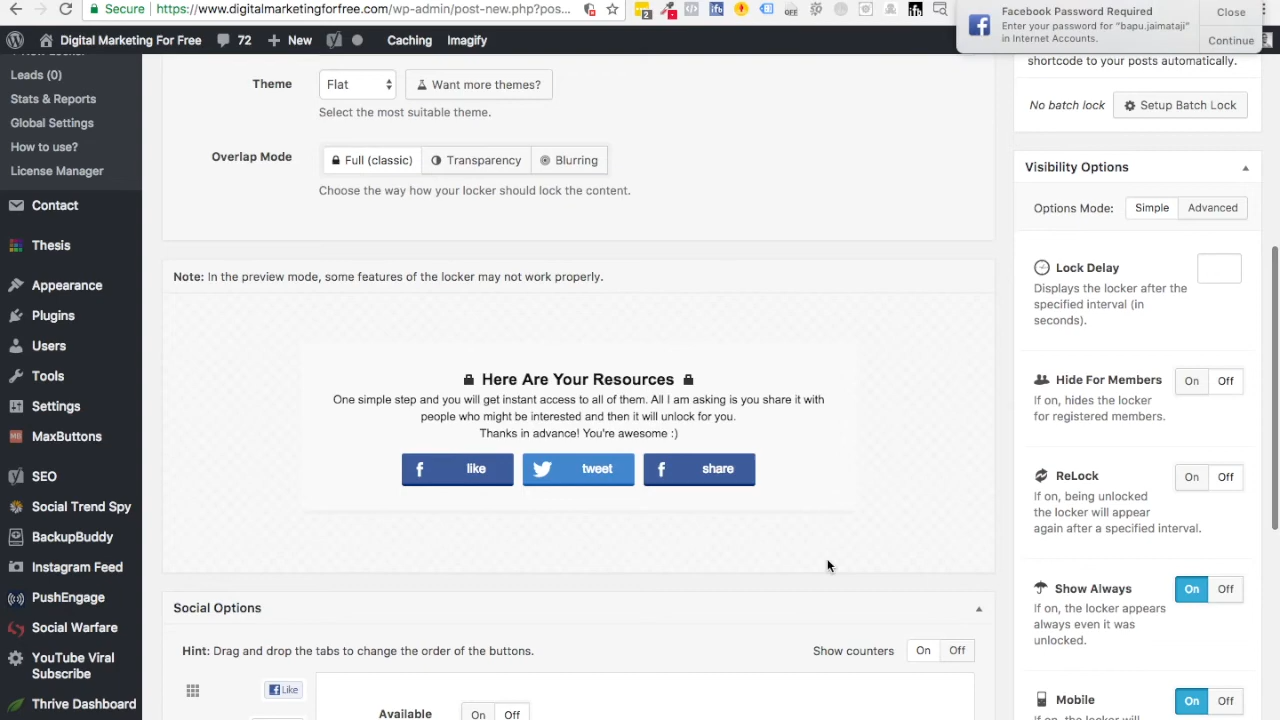 Secure
https://www.digitalmarketingforfree.com/wp-admin/post-new.php?pos...
Facebook Password Required
Enter your password for "bapu.jaimataji"
in Internet Accounts.
Close
Continue
Digital Marketing For Free
72
New
Caching
Imagify
Leads (0)
Stats & Reports
Global Settings
How to use?
License Manager
Contact
Thesis
Appearance
Plugins
Users
Tools
Settings
MaxButtons
SEO
Social Trend Spy
BackupBuddy
Instagram Feed
PushEngage
Social Warfare
YouTube Viral
Subscribe
Thrive Dashboard
Theme
Flat
Want more themes?
Select the most suitable theme.
Overlap Mode
Full (classic)
Transparency
Blurring
Choose the way how your locker should lock the content.
Note: In the preview mode, some features of the locker may not work properly.
Here Are Your Resources
One simple step and you will get instant access to all of them. All I am asking is you share it with
people who might be interested and then it will unlock for you.
Thanks in advance! You're awesome :)
like
tweet
share
Social Options
Hint: Drag and drop the tabs to change the order of the buttons.
Show counters
On
Off
Like
Available
On
Off
shortcode to your posts automatically.
No batch lock
Setup Batch Lock
Visibility Options
Options Mode:
Simple
Advanced
Lock Delay
Displays the locker after the
specified interval (in
seconds).
Hide For Members
On
Off
If on, hides the locker
for registered members.
ReLock
On
Off
If on, being unlocked
the locker will appear
again after a specified interval.
Show Always
On
Off
If on, the locker appears
always even it was
unlocked.
Mobile
On
Off